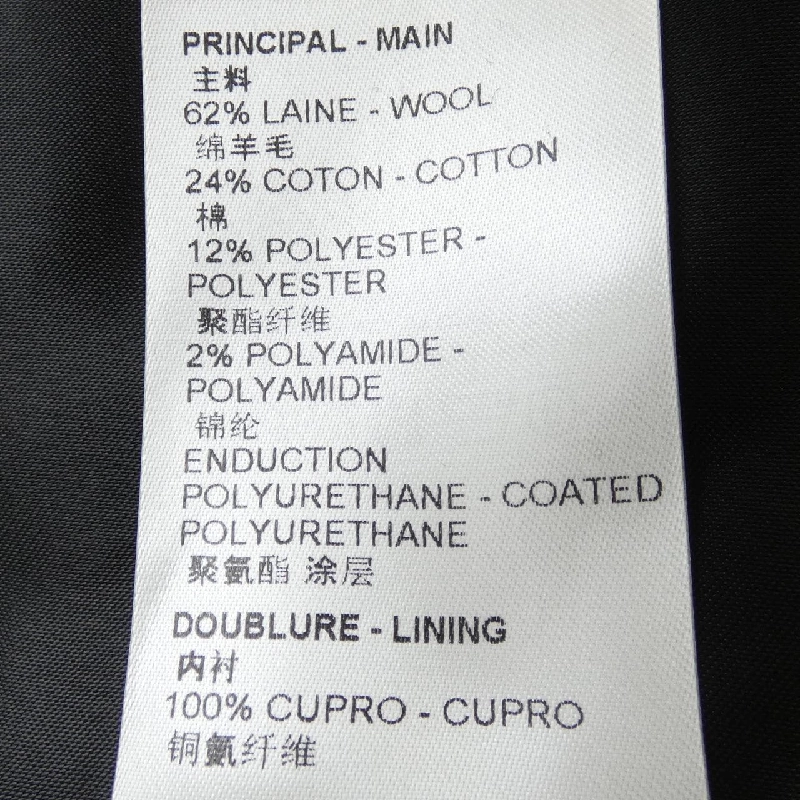 PRINCIPAL - MAIN
主料
62% LAINE - WOOL
绵羊毛
24% COTON - COTTON
棉
12% POLYESTER -
POLYESTER
聚酯纤维
2% POLYAMIDE -
POLYAMIDE
锦纶
ENDUCTION
POLYURETHANE - COATED
POLYURETHANE
聚氨酯 涂层
DOUBLURE - LINING
内衬
100% CUPRO - CUPRO
铜氨纤维